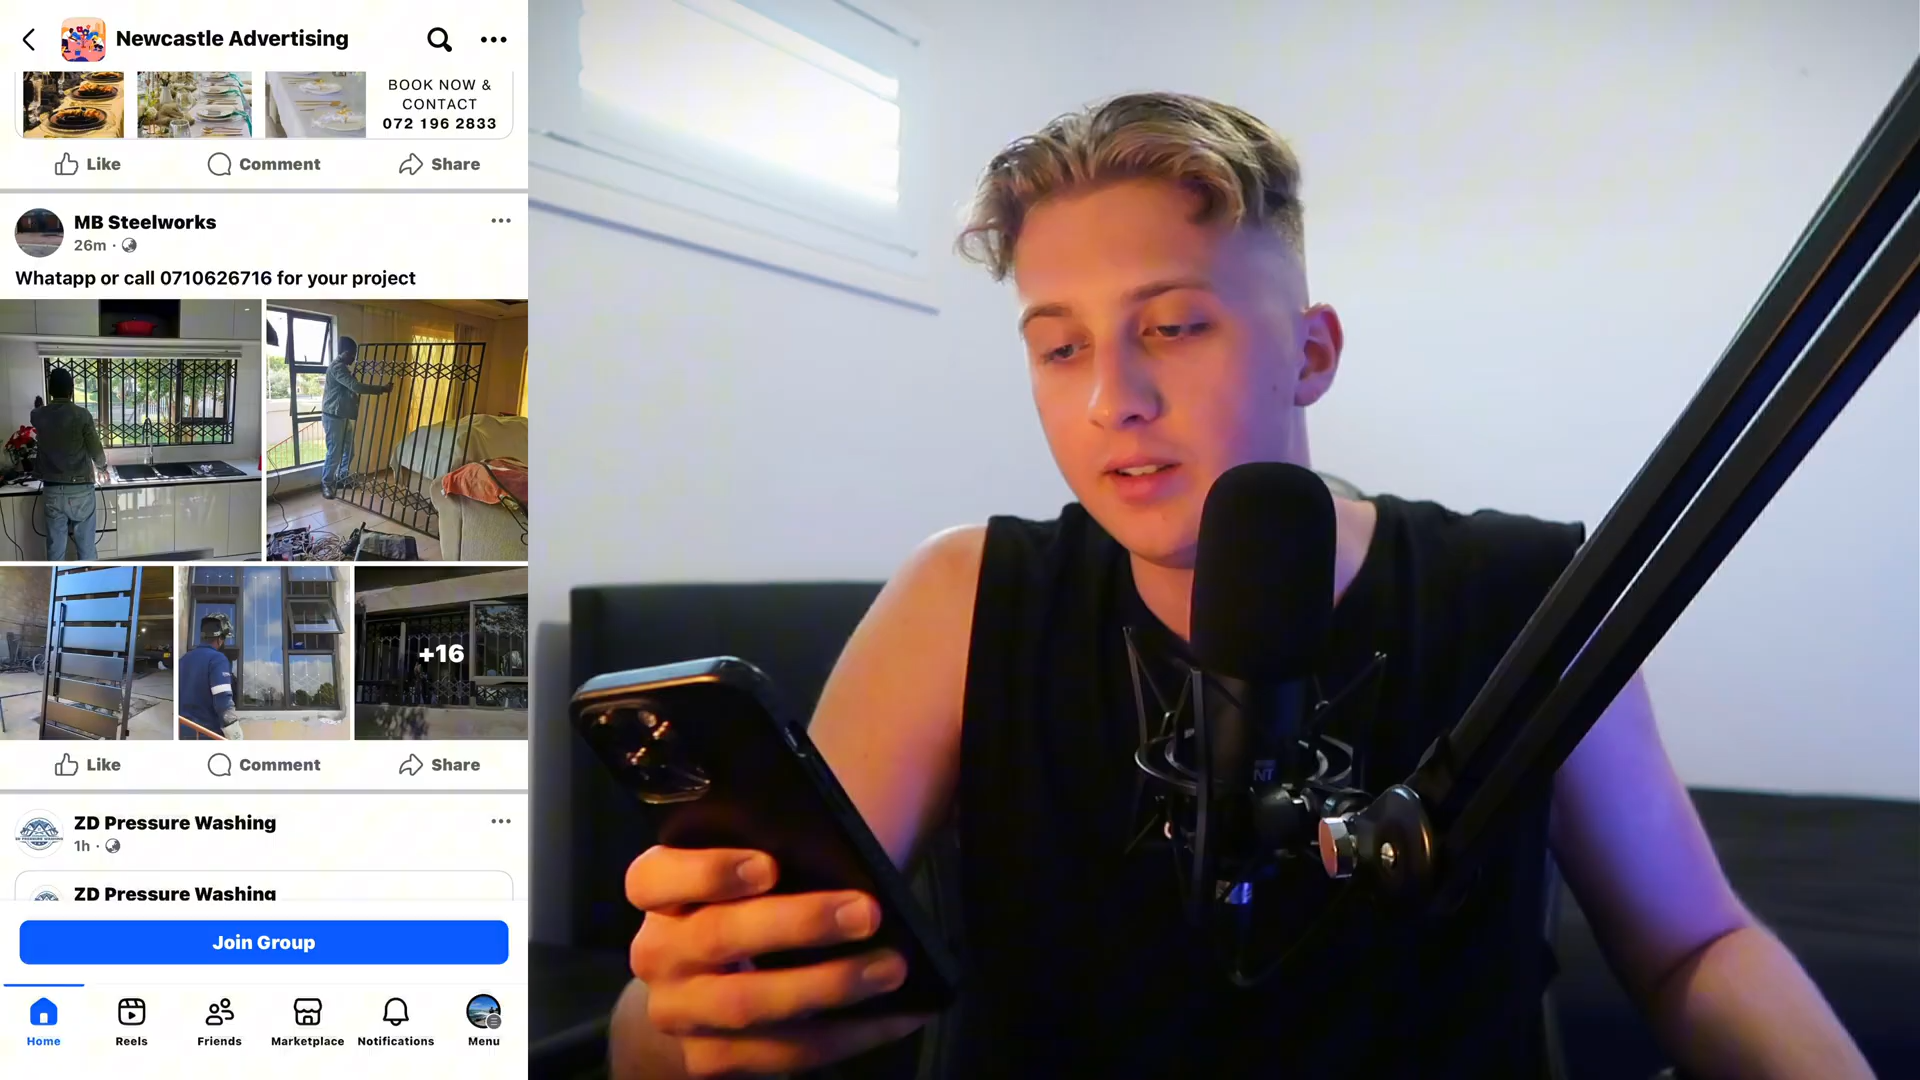 Newcastle Advertising
BOOK NOW &
CONTACT
072 196 2833
Like
Comment
Share
MB Steelworks
26m
Whatapp or call 0710626716 for your project
+16
Like
Comment
Share
ZD Pressure Washing
1h
ZD Pressure Washing
Join Group
Home
Reels
Friends
Marketplace
Notifications
Menu
NT